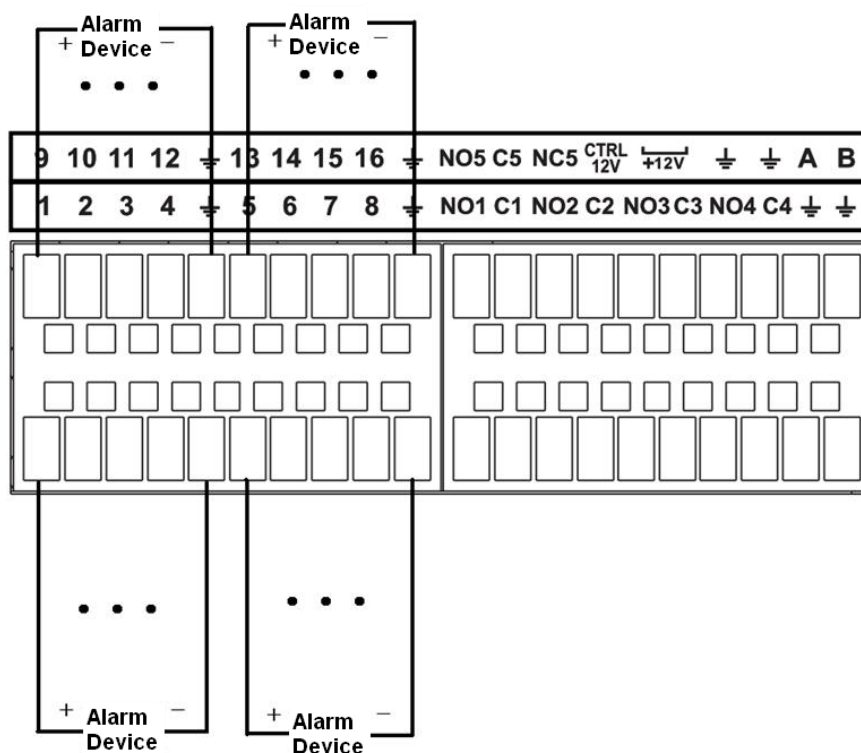 Alarm
+ Device −
Alarm
+ Device −
9 10 11 12 ⏚ 13 14 15 16 ⏚ NO5 C5 NC5 CTRL 12V +12V ⏚ ⏚ A B
1 2 3 4 ⏚ 5 6 7 8 ⏚ NO1 C1 NO2 C2 NO3 C3 NO4 C4 ⏚ ⏚
+ Alarm −
Device
+ Alarm −
Device